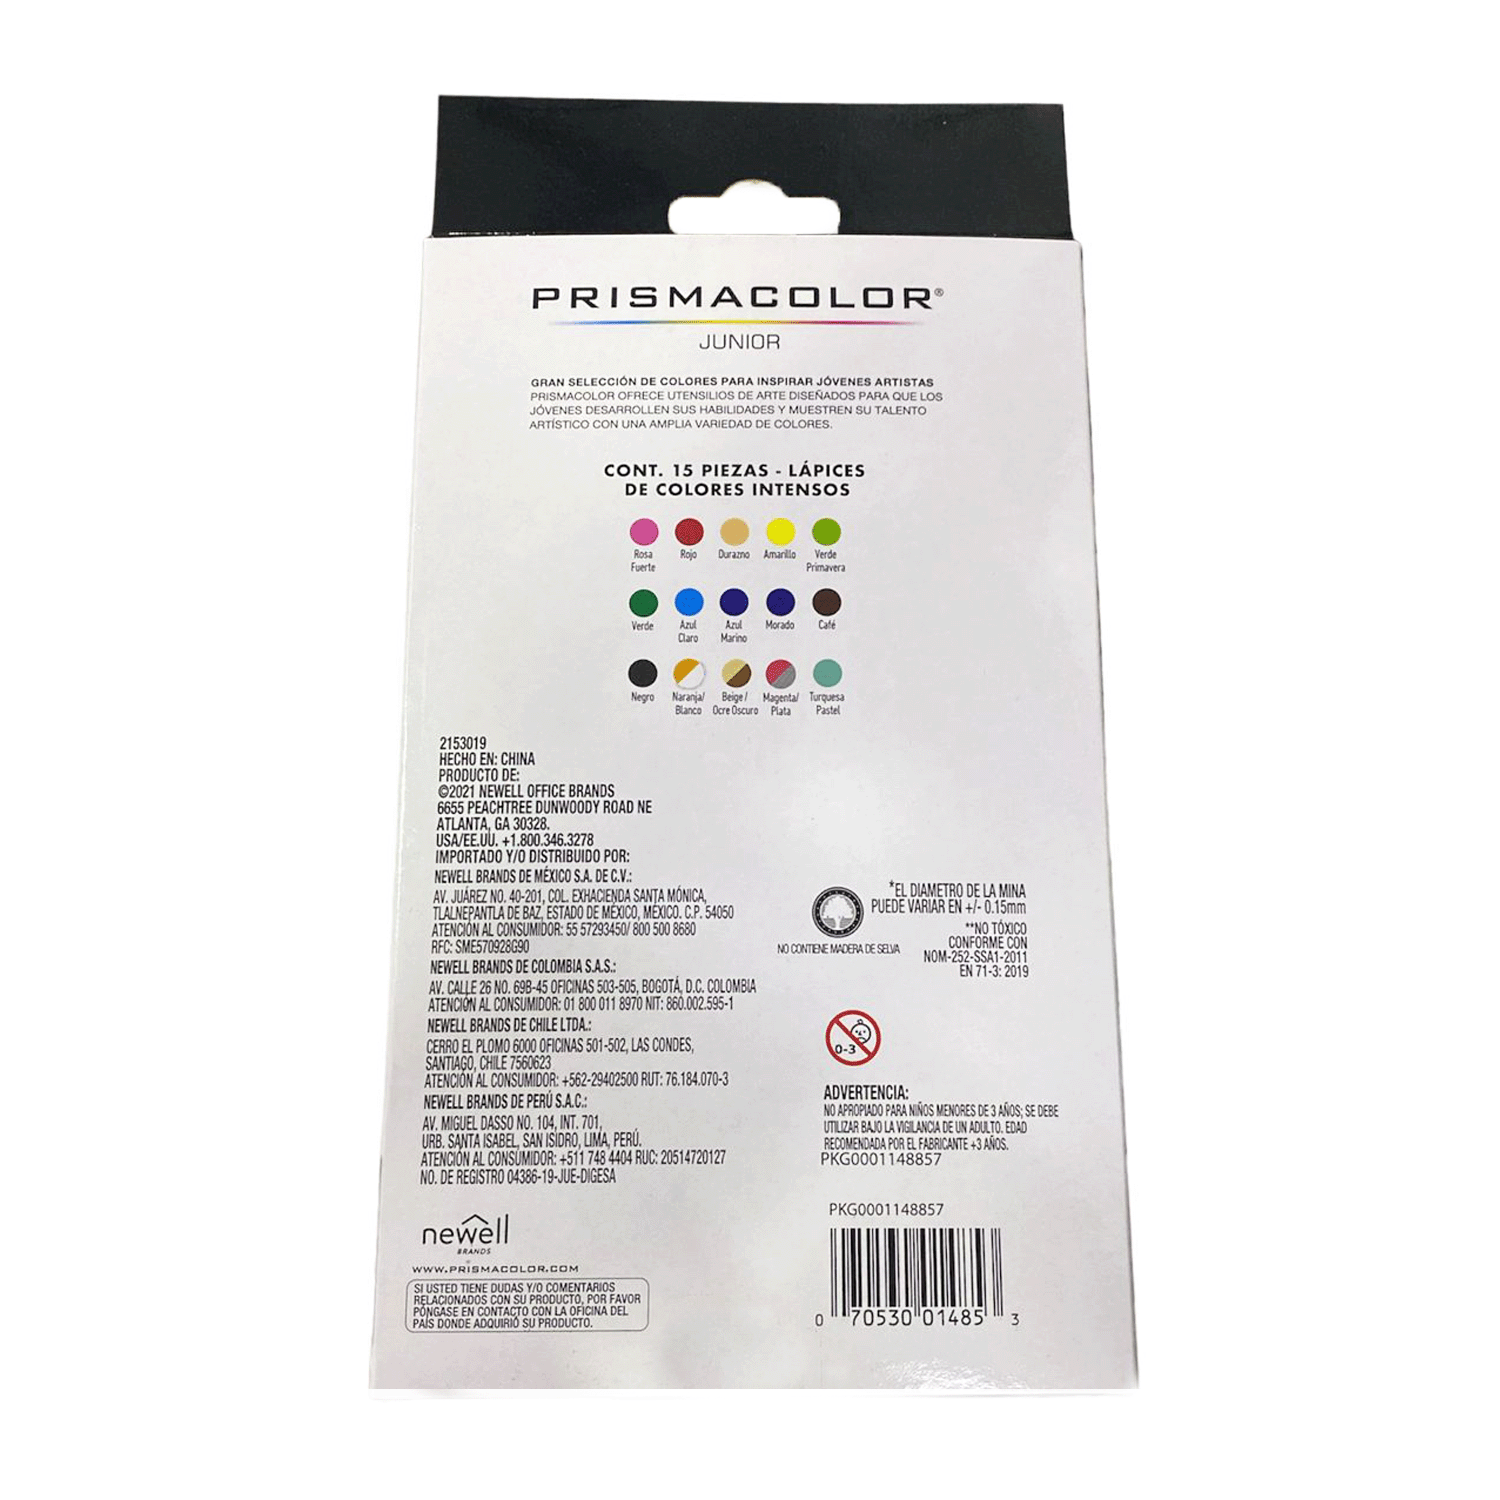 PRISMACOLOR®
JUNIOR
GRAN SELECCIÓN DE COLORES PARA INSPIRAR JÓVENES ARTISTAS
PRISMACOLOR OFRECE UTENSILIOS DE ARTE DISEÑADOS PARA QUE LOS
JÓVENES DESARROLLEN SUS HABILIDADES Y MUESTREN SU TALENTO
ARTÍSTICO CON UNA AMPLIA VARIEDAD DE COLORES.
CONT. 15 PIEZAS - LÁPICES
DE COLORES INTENSOS
Rosa Fuerte
Rojo
Durazno
Amarillo
Verde Primavera
Verde
Azul Claro
Azul Marino
Morado
Café
Negro
Naranja/ Blanco
Beige / Ocre Oscuro
Magenta/ Plata
Turquesa Pastel
2153019
HECHO EN: CHINA
PRODUCTO DE:
©2021 NEWELL OFFICE BRANDS
6655 PEACHTREE DUNWOODY ROAD NE
ATLANTA, GA 30328.
USA/EE.UU. +1.800.346.3278
IMPORTADO Y/O DISTRIBUIDO POR:
NEWELL BRANDS DE MÉXICO S.A. DE C.V.:
AV. JUÁREZ NO. 40-201, COL. EXHACIENDA SANTA MÓNICA,
TLALNEPANTLA DE BAZ, ESTADO DE MÉXICO, MÉXICO. C.P. 54050
ATENCIÓN AL CONSUMIDOR: 55 57293450/ 800 500 8680
RFC: SME570928G90
NEWELL BRANDS DE COLOMBIA S.A.S.:
AV. CALLE 26 NO. 69B-45 OFICINAS 503-505, BOGOTÁ, D.C. COLOMBIA
ATENCIÓN AL CONSUMIDOR: 01 800 011 8970 NIT: 860.002.595-1
NEWELL BRANDS DE CHILE LTDA.:
CERRO EL PLOMO 6000 OFICINAS 501-502, LAS CONDES,
SANTIAGO, CHILE 7560623
ATENCIÓN AL CONSUMIDOR: +562-29402500 RUT: 76.184.070-3
NEWELL BRANDS DE PERÚ S.A.C.:
AV. MIGUEL DASSO NO. 104, INT. 701,
URB. SANTA ISABEL, SAN ISIDRO, LIMA, PERÚ.
ATENCIÓN AL CONSUMIDOR: +511 748 4404 RUC: 20514720127
NO. DE REGISTRO 04386-19-JUE-DIGESA
newell
BRANDS
WWW.PRISMACOLOR.COM
SI USTED TIENE DUDAS Y/O COMENTARIOS
RELACIONADOS CON SU PRODUCTO, POR FAVOR
PÓNGASE EN CONTACTO CON LA OFICINA DEL
PAÍS DONDE ADQUIRIÓ SU PRODUCTO.
NO CONTIENE MADERA DE SELVA
*EL DIAMETRO DE LA MINA
PUEDE VARIAR EN +/- 0.15mm
**NO TÓXICO
CONFORME CON
NOM-252-SSA1-2011
EN 71-3: 2019
0-3
ADVERTENCIA:
NO APROPIADO PARA NIÑOS MENORES DE 3 AÑOS; SE DEBE
UTILIZAR BAJO LA VIGILANCIA DE UN ADULTO. EDAD
RECOMENDADA POR EL FABRICANTE +3 AÑOS.
PKG0001148857
PKG0001148857
0 70530 01485 3